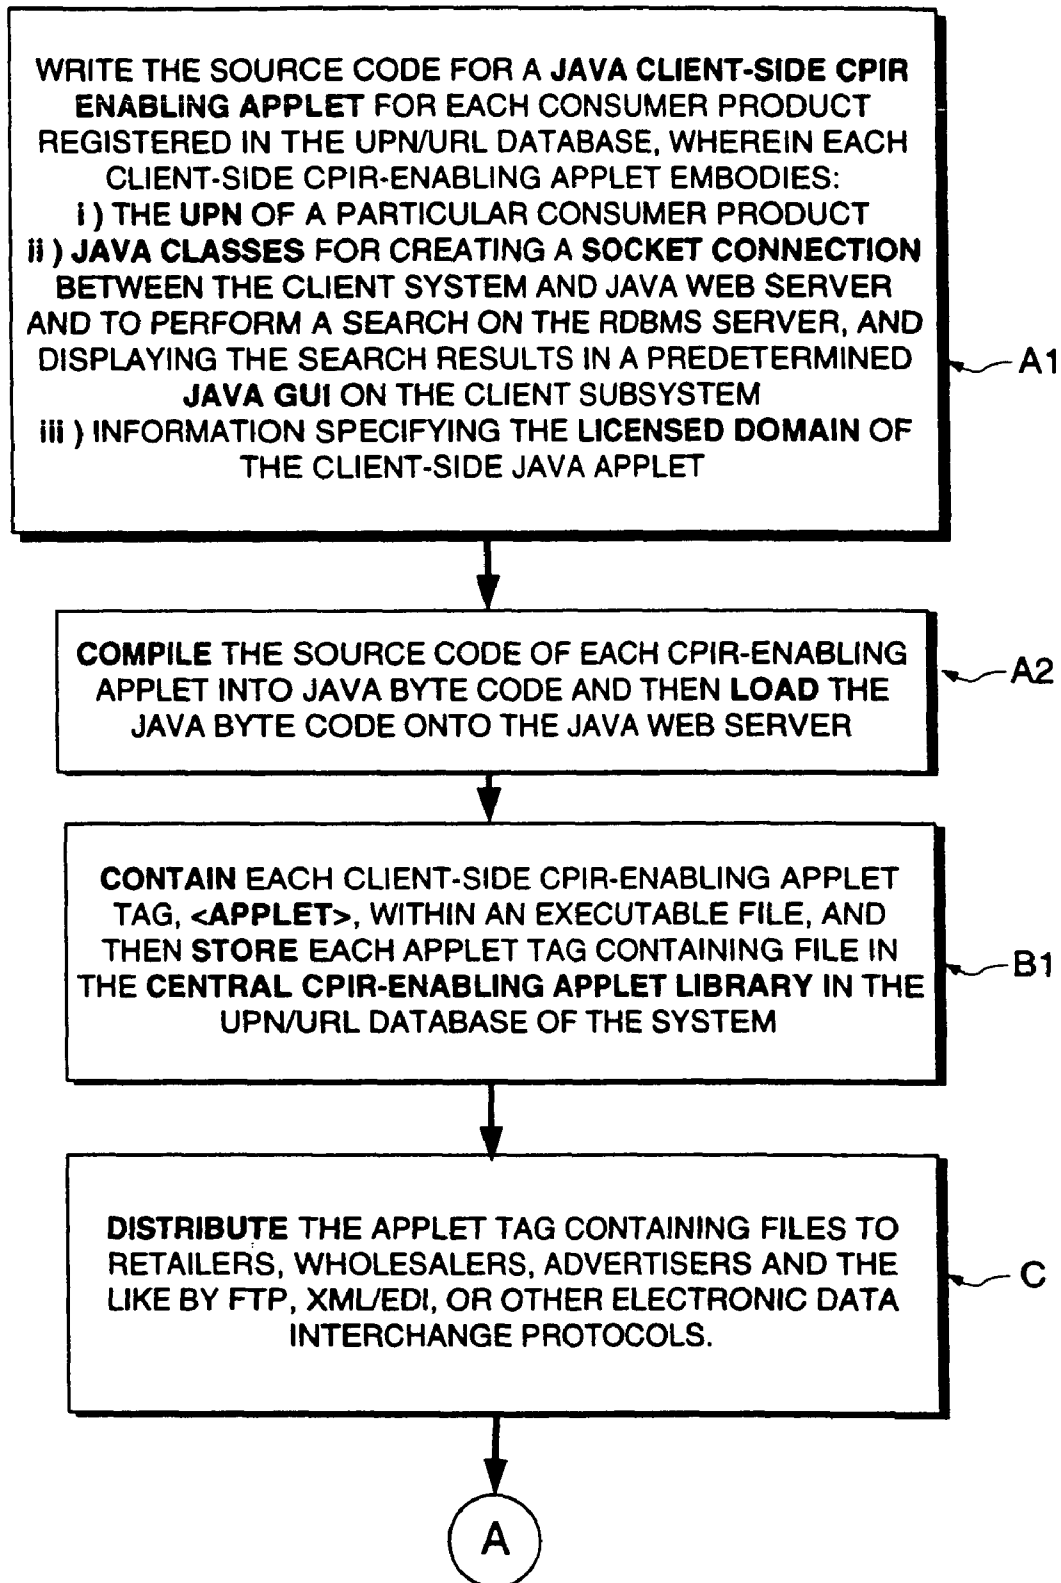 WRITE THE SOURCE CODE FOR A JAVA CLIENT-SIDE CPIR
ENABLING APPLET FOR EACH CONSUMER PRODUCT
REGISTERED IN THE UPN/URL DATABASE, WHEREIN EACH
CLIENT-SIDE CPIR-ENABLING APPLET EMBODIES:
i ) THE UPN OF A PARTICULAR CONSUMER PRODUCT
ii ) JAVA CLASSES FOR CREATING A SOCKET CONNECTION
BETWEEN THE CLIENT SYSTEM AND JAVA WEB SERVER
AND TO PERFORM A SEARCH ON THE RDBMS SERVER, AND
DISPLAYING THE SEARCH RESULTS IN A PREDETERMINED
JAVA GUI ON THE CLIENT SUBSYSTEM
iii ) INFORMATION SPECIFYING THE LICENSED DOMAIN OF
THE CLIENT-SIDE JAVA APPLET
A1
COMPILE THE SOURCE CODE OF EACH CPIR-ENABLING
APPLET INTO JAVA BYTE CODE AND THEN LOAD THE
JAVA BYTE CODE ONTO THE JAVA WEB SERVER
A2
CONTAIN EACH CLIENT-SIDE CPIR-ENABLING APPLET
TAG, <APPLET>, WITHIN AN EXECUTABLE FILE, AND
THEN STORE EACH APPLET TAG CONTAINING FILE IN
THE CENTRAL CPIR-ENABLING APPLET LIBRARY IN THE
UPN/URL DATABASE OF THE SYSTEM
B1
DISTRIBUTE THE APPLET TAG CONTAINING FILES TO
RETAILERS, WHOLESALERS, ADVERTISERS AND THE
LIKE BY FTP, XML/EDI, OR OTHER ELECTRONIC DATA
INTERCHANGE PROTOCOLS.
C
A